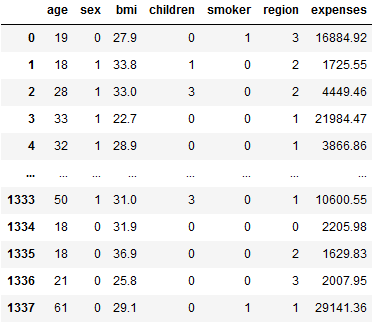 age sex bmi children smoker region expenses
0 19 0 27.9 0 1 3 16884.92
1 18 1 33.8 1 0 2 1725.55
2 28 1 33.0 3 0 2 4449.46
3 33 1 22.7 0 0 1 21984.47
4 32 1 28.9 0 0 1 3866.86
... ... ... ... ... ... ... ...
1333 50 1 31.0 3 0 1 10600.55
1334 18 0 31.9 0 0 0 2205.98
1335 18 0 36.9 0 0 2 1629.83
1336 21 0 25.8 0 0 3 2007.95
1337 61 0 29.1 0 1 1 29141.36